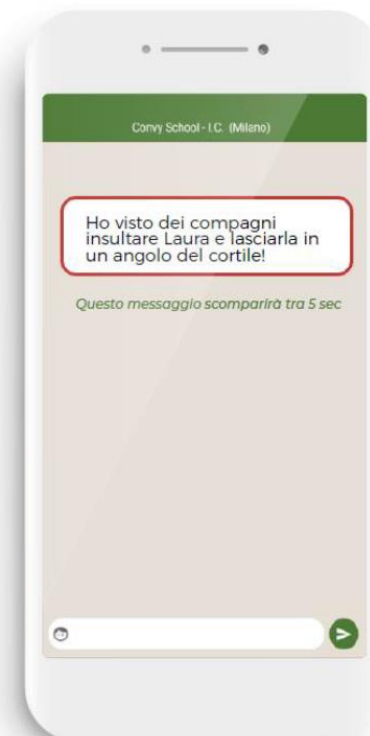 Convy School - I.C. (Milano)
Ho visto dei compagni
insultare Laura e lasciarla in
un angolo del cortile!
Questo messaggio scomparirà tra 5 sec